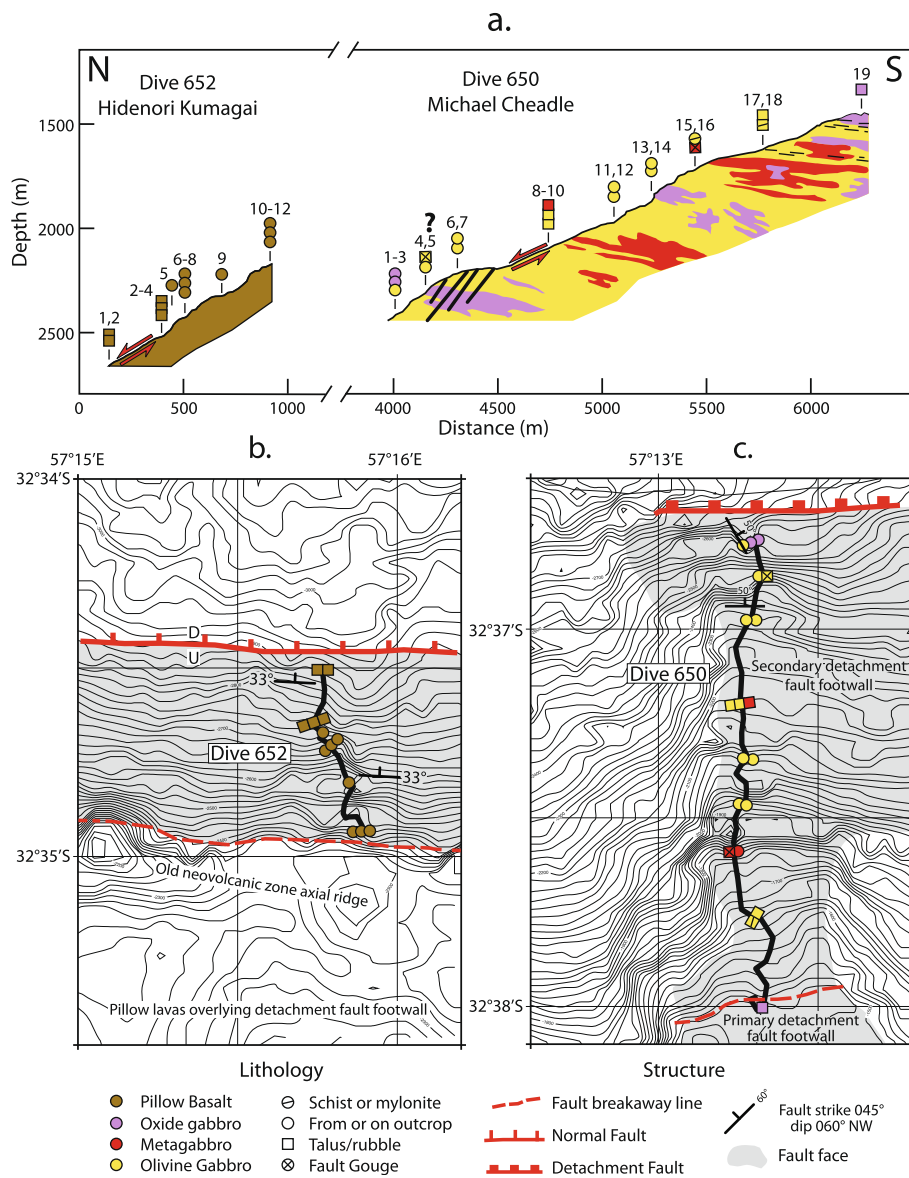 a.
N
S
Dive 652
Hidenori Kumagai
Dive 650
Michael Cheadle
19
17,18
15,16
13,14
11,12
8-10
6,7
?
4,5
1-3
10-12
9
6-8
5
2-4
1,2
1500
2000
2500
Depth (m)
0
500
1000
4000
4500
5000
5500
6000
Distance (m)
b.
c.
57°15′E
57°16′E
57°13′E
32°34′S
32°35′S
32°37′S
32°38′S
D
U
33°
Dive 652
33°
Old neovolcanic zone axial ridge
Pillow lavas overlying detachment fault footwall
50
50
Dive 650
Secondary detachment
fault footwall
Primary detachment
fault footwall
Lithology
Structure
Pillow Basalt
Oxide gabbro
Metagabbro
Olivine Gabbro
Schist or mylonite
From or on outcrop
Talus/rubble
Fault Gouge
Fault breakaway line
Normal Fault
Detachment Fault
60°
Fault strike 045°
dip 060° NW
Fault face